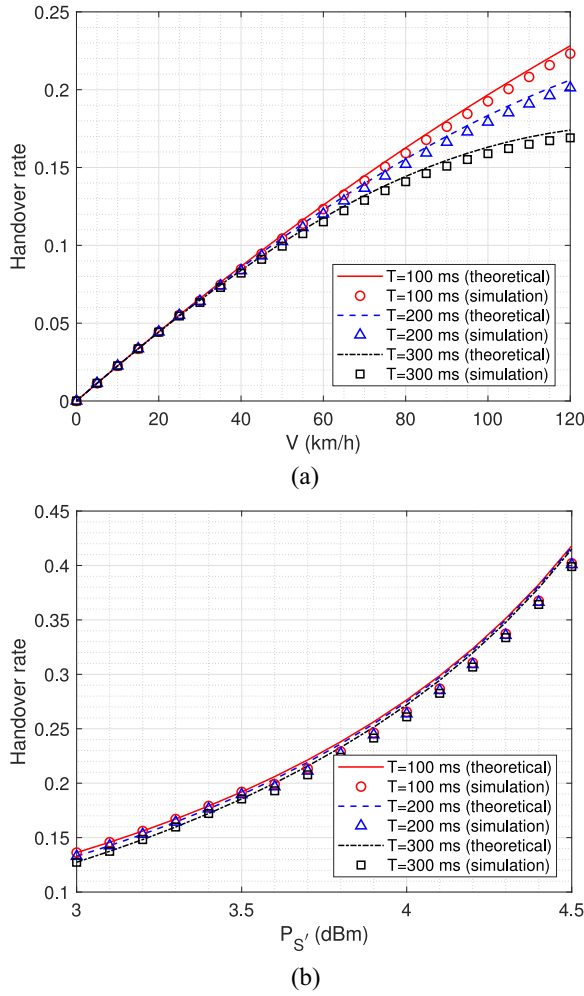 0.25
0.2
0.15
0.1
0.05
0
Handover rate
T=100 ms (theoretical)
T=100 ms (simulation)
T=200 ms (theoretical)
T=200 ms (simulation)
T=300 ms (theoretical)
T=300 ms (simulation)
0 20 40 60 80 100 120
V (km/h)
(a)
0.45
0.4
0.35
0.3
0.25
0.2
0.15
0.1
Handover rate
T=100 ms (theoretical)
T=100 ms (simulation)
T=200 ms (theoretical)
T=200 ms (simulation)
T=300 ms (theoretical)
T=300 ms (simulation)
3 3.5 4 4.5
P_S' (dBm)
(b)